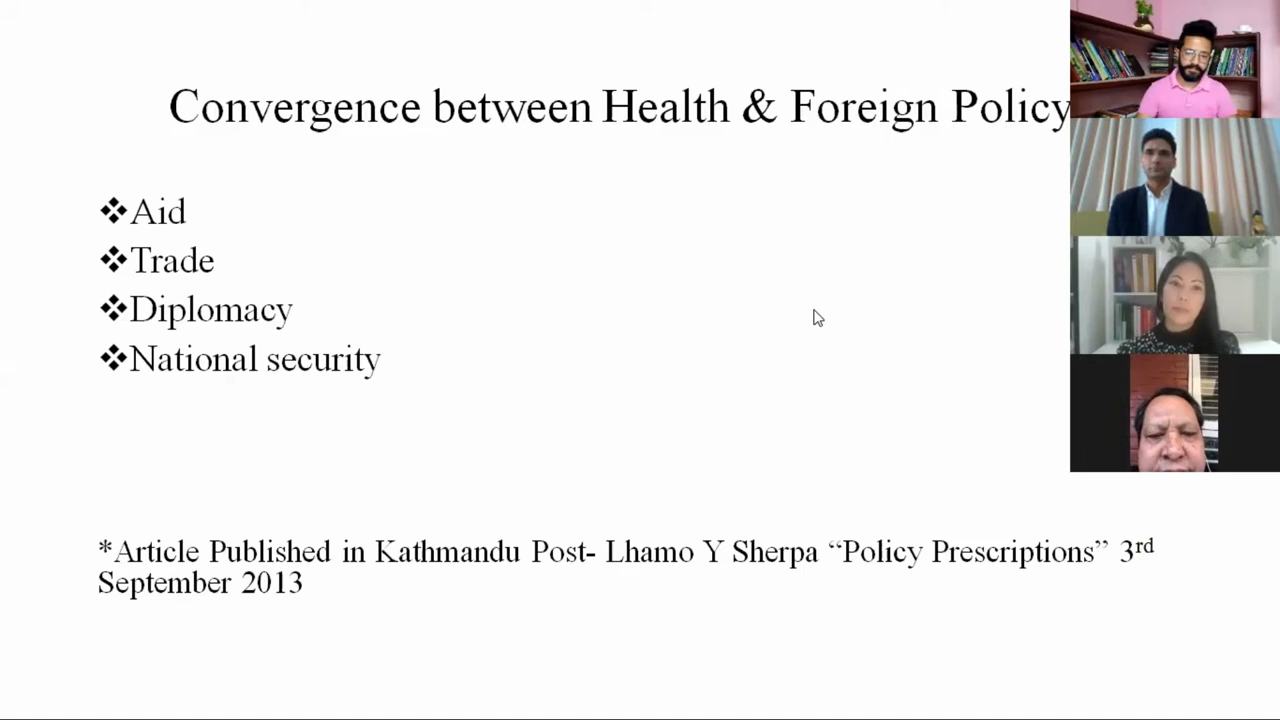 Convergence between Health & Foreign Policy
❖Aid
❖Trade
❖Diplomacy
❖National security
*Article Published in Kathmandu Post- Lhamo Y Sherpa “Policy Prescriptions” 3rd
September 2013